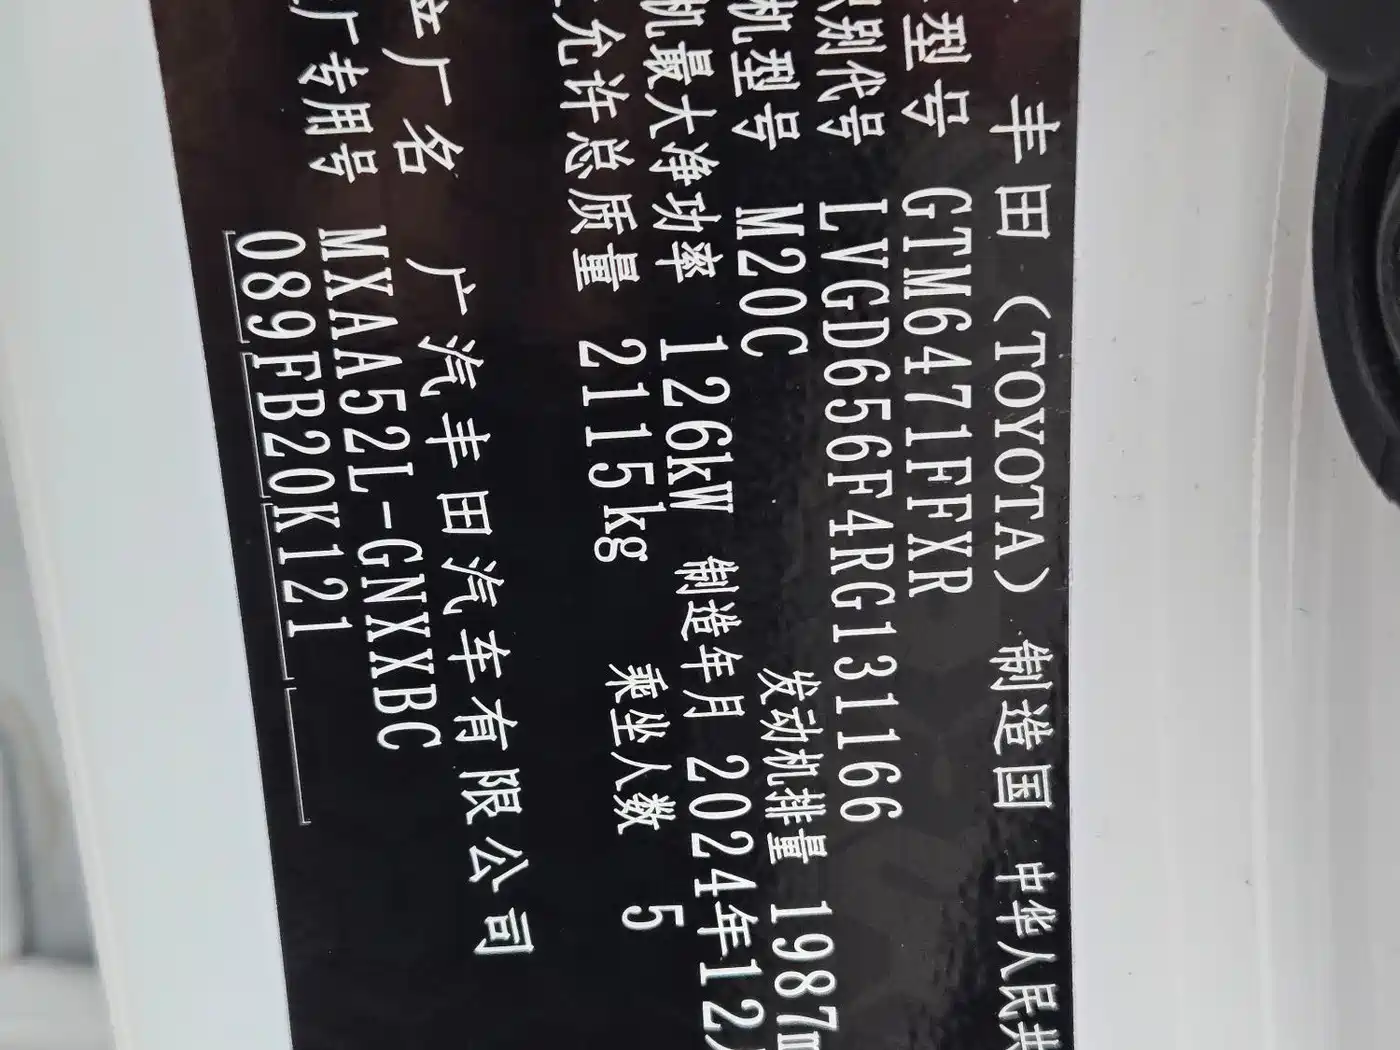 丰田(TOYOTA) 制造国 中华人民共
型号 GTM6471FFXR
识别代号 LVGD656F4RG131166
机型号 M20C 发动机排量 1987m
机最大净功率 126kW 制造年月 2024年12
允许总质量 2115kg 乘坐人数 5
产厂名 广汽丰田汽车有限公司
厂专用号 MXAA52L-GNXXBC
089FB20K121